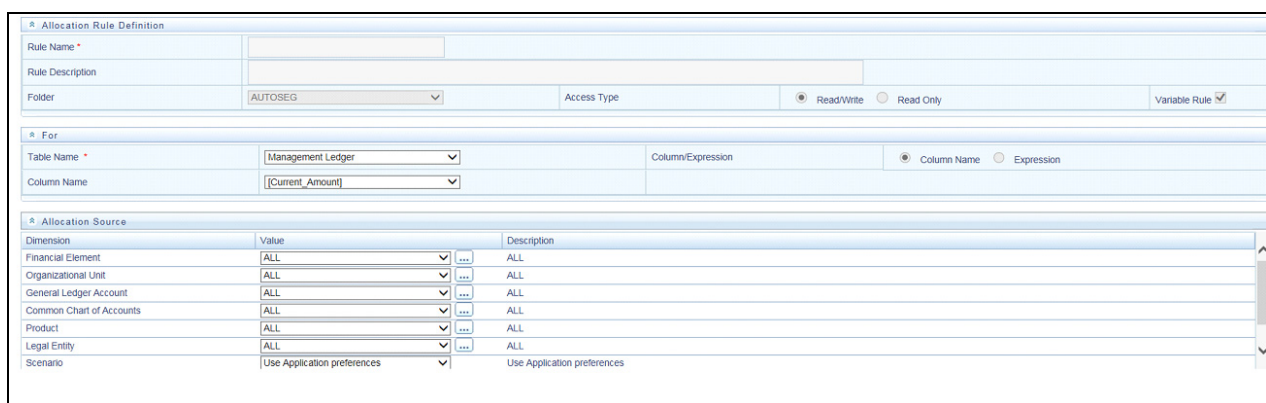 Allocation Rule Definition
Rule Name *
Rule Description
Folder AUTOSEG Access Type Read/Write Read Only Variable Rule
For
Table Name * Management Ledger Column/Expression Column Name Expression
Column Name [Current_Amount]
Allocation Source
Dimension Value Description
Financial Element ALL ... ALL
Organizational Unit ALL ... ALL
General Ledger Account ALL ... ALL
Common Chart of Accounts ALL ... ALL
Product ALL ... ALL
Legal Entity ALL ... ALL
Scenario Use Application preferences Use Application preferences